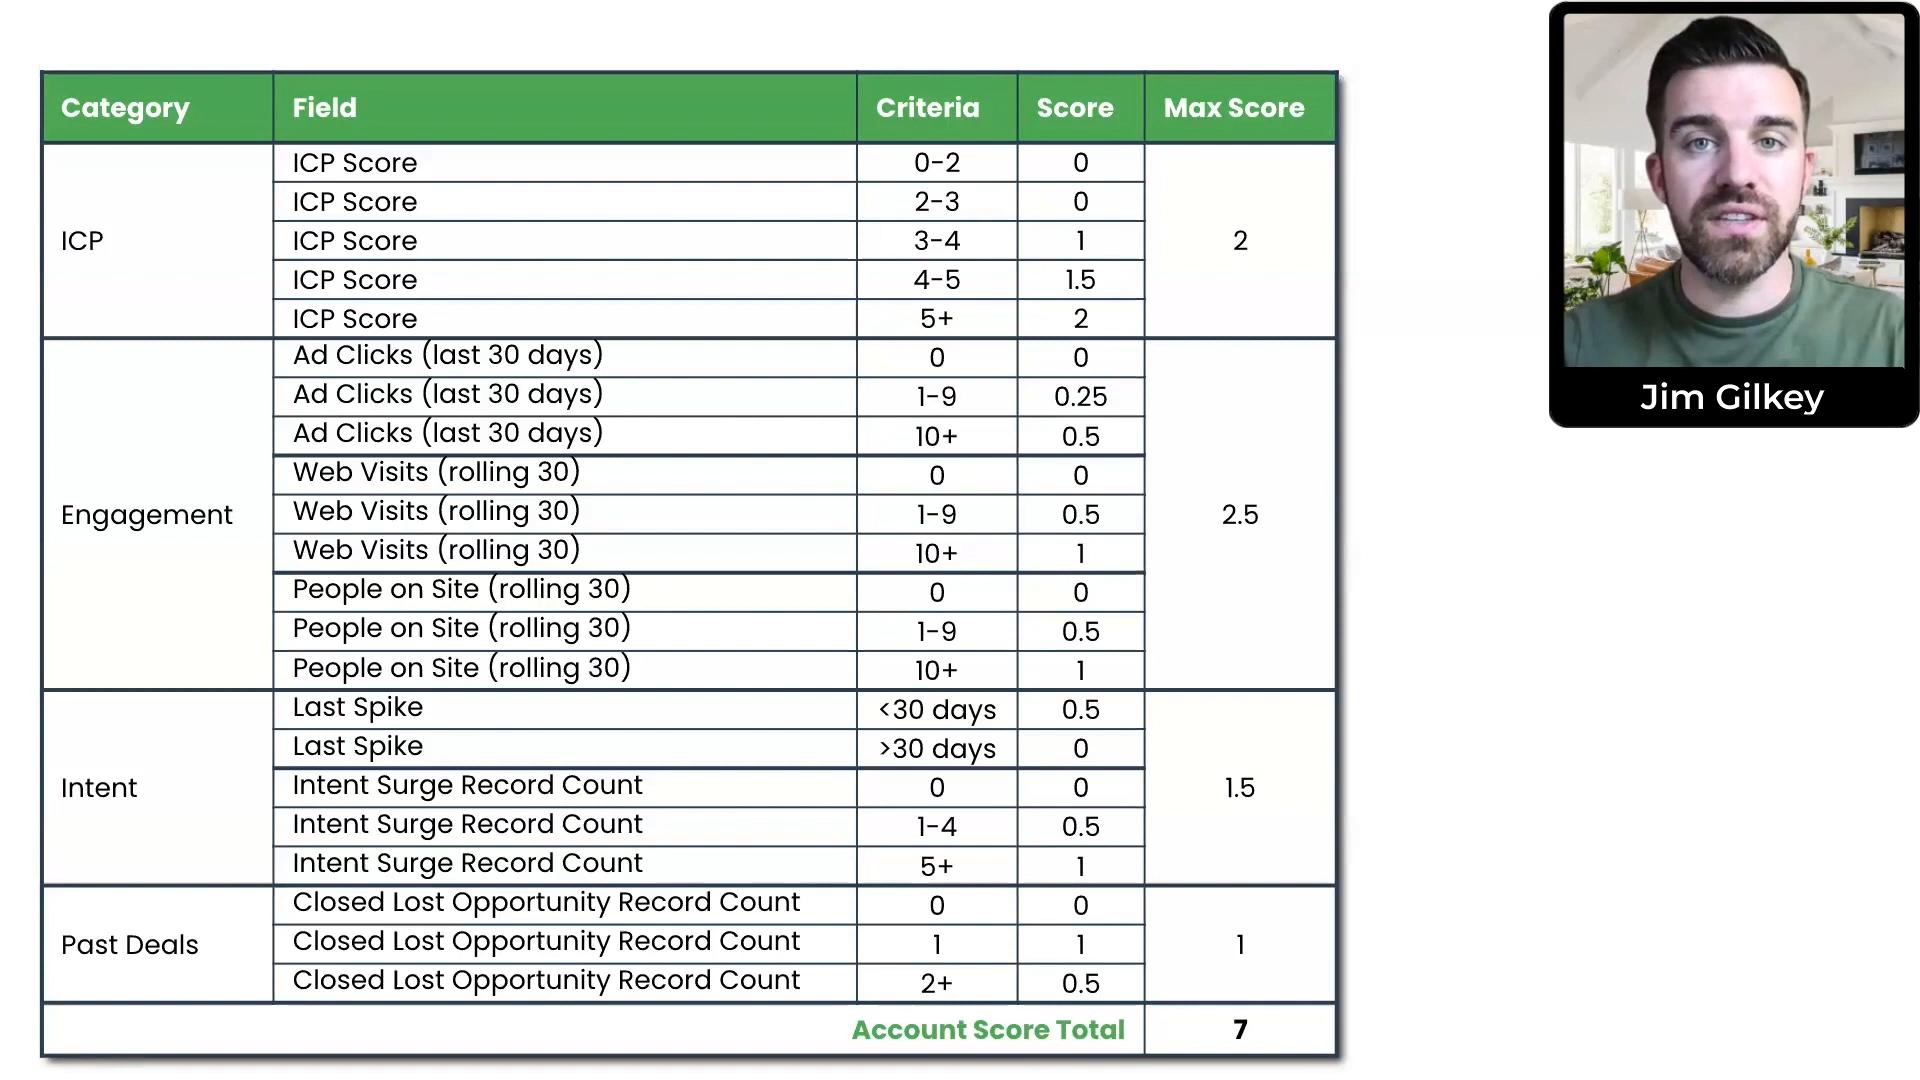 Category Field Criteria Score Max Score
ICP Score 0-2 0
ICP Score 2-3 0
ICP ICP Score 3-4 1 2
ICP Score 4-5 1.5
ICP Score 5+ 2
Ad Clicks (last 30 days) 0 0
Ad Clicks (last 30 days) 1-9 0.25
Ad Clicks (last 30 days) 10+ 0.5
Web Visits (rolling 30) 0 0
Engagement Web Visits (rolling 30) 1-9 0.5 2.5
Web Visits (rolling 30) 10+ 1
People on Site (rolling 30) 0 0
People on Site (rolling 30) 1-9 0.5
People on Site (rolling 30) 10+ 1
Last Spike <30 days 0.5
Last Spike >30 days 0
Intent Intent Surge Record Count 0 0 1.5
Intent Surge Record Count 1-4 0.5
Intent Surge Record Count 5+ 1
Closed Lost Opportunity Record Count 0 0
Past Deals Closed Lost Opportunity Record Count 1 1 1
Closed Lost Opportunity Record Count 2+ 0.5
Account Score Total 7
Jim Gilkey